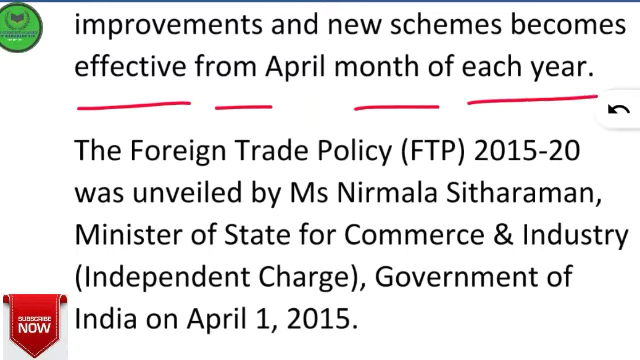 improvements and new schemes becomes
effective from April month of each year.
The Foreign Trade Policy (FTP) 2015-20
was unveiled by Ms Nirmala Sitharaman,
Minister of State for Commerce & Industry
(Independent Charge), Government of
India on April 1, 2015.
SUBSCRIBE
NOW